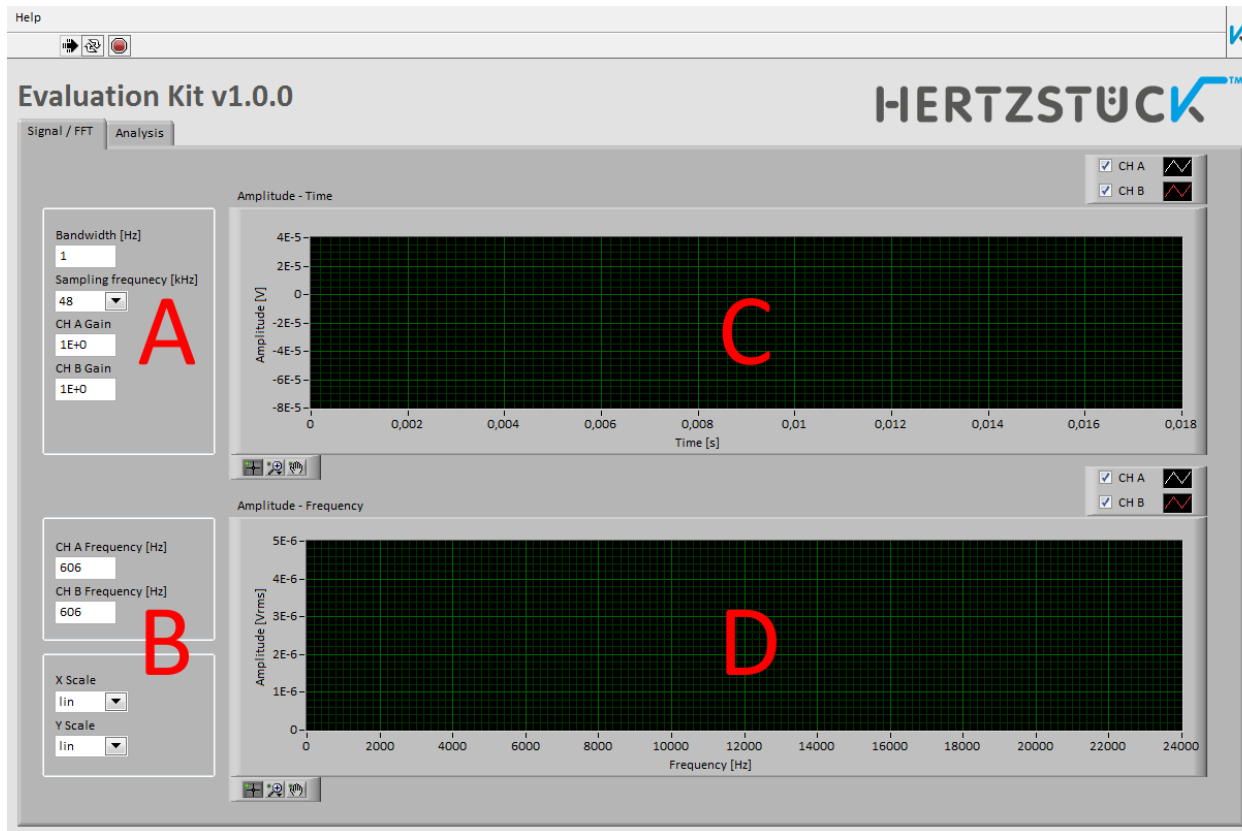 Help
Evaluation Kit v1.0.0
HERTZSTÜCK™
Signal / FFT
Analysis
CH A
CH B
Amplitude - Time
Bandwidth [Hz]
1
Sampling frequnecy [kHz]
48
CH A Gain
1E+0
CH B Gain
1E+0
A
Amplitude [V]
4E-5
2E-5
0
-2E-5
-4E-5
-6E-5
-8E-5
C
0 0,002 0,004 0,006 0,008 0,01 0,012 0,014 0,016 0,018
Time [s]
CH A
CH B
Amplitude - Frequency
CH A Frequency [Hz]
606
CH B Frequency [Hz]
606
B
X Scale
lin
Y Scale
lin
Amplitude [Vrms]
5E-6
4E-6
3E-6
2E-6
1E-6
0
D
0 2000 4000 6000 8000 10000 12000 14000 16000 18000 20000 22000 24000
Frequency [Hz]